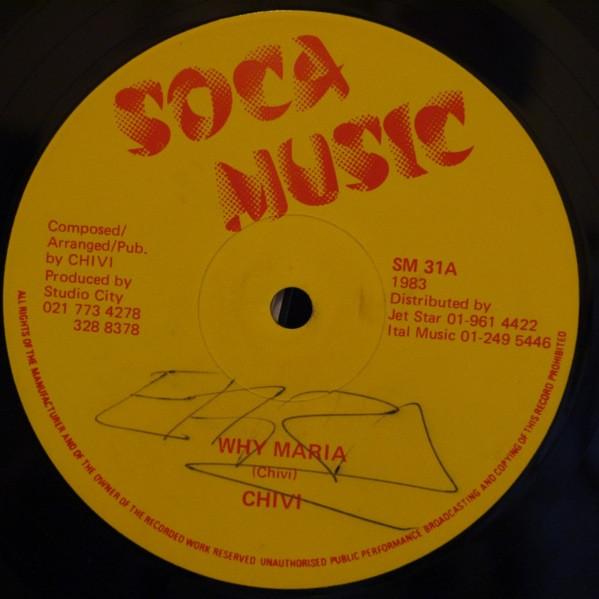 SOCA
MUSIC
Composed/
Arranged/Pub.
by CHIVI
Produced by
Studio City
021 773 4278
328 8378
SM 31A
1983
Distributed by
Jet Star 01-961 4422
Ital Music 01-249 5446
WHY MARIA
(Chivi)
CHIVI
ALL RIGHTS OF THE MANUFACTURER AND OF THE OWNER OF THE RECORDED WORK RESERVED UNAUTHORISED PUBLIC PERFORMANCE BROADCASTING AND COPYING OF THIS RECORD PROHIBITED